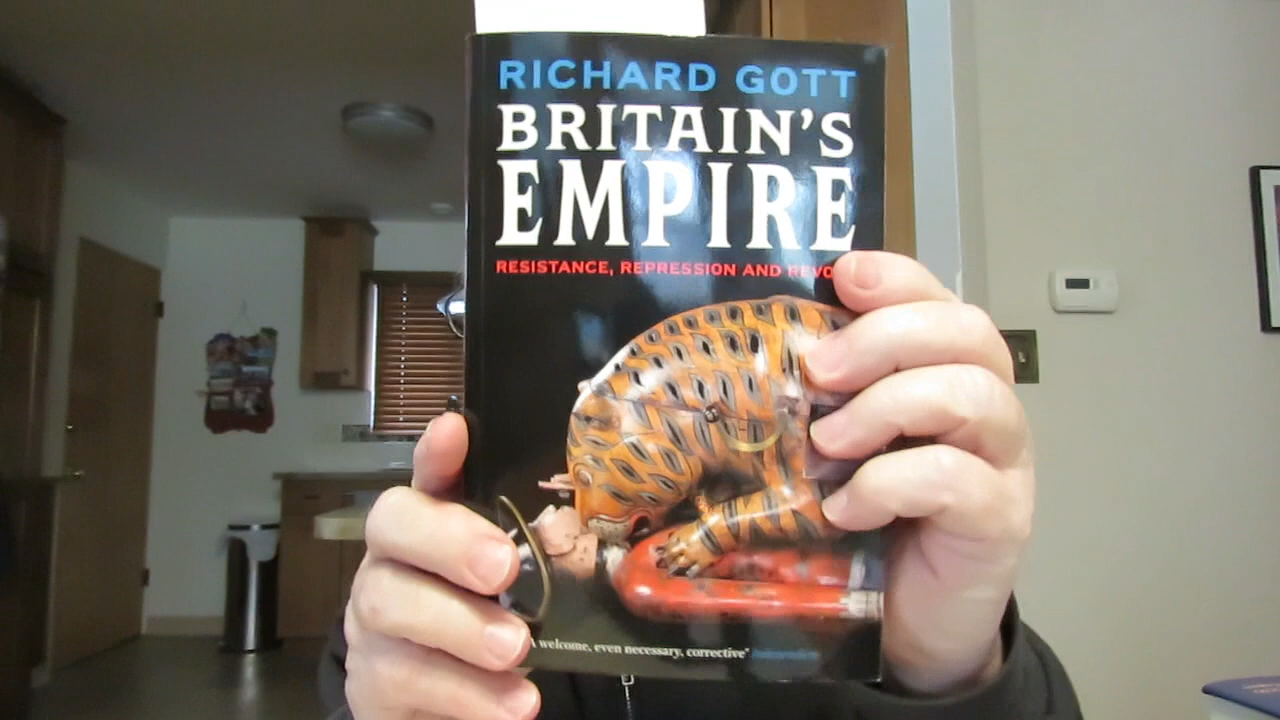 RICHARD GOTT
BRITAIN'S
EMPIRE
RESISTANCE, REPRESSION AND REVO
A welcome, even necessary, corrective"